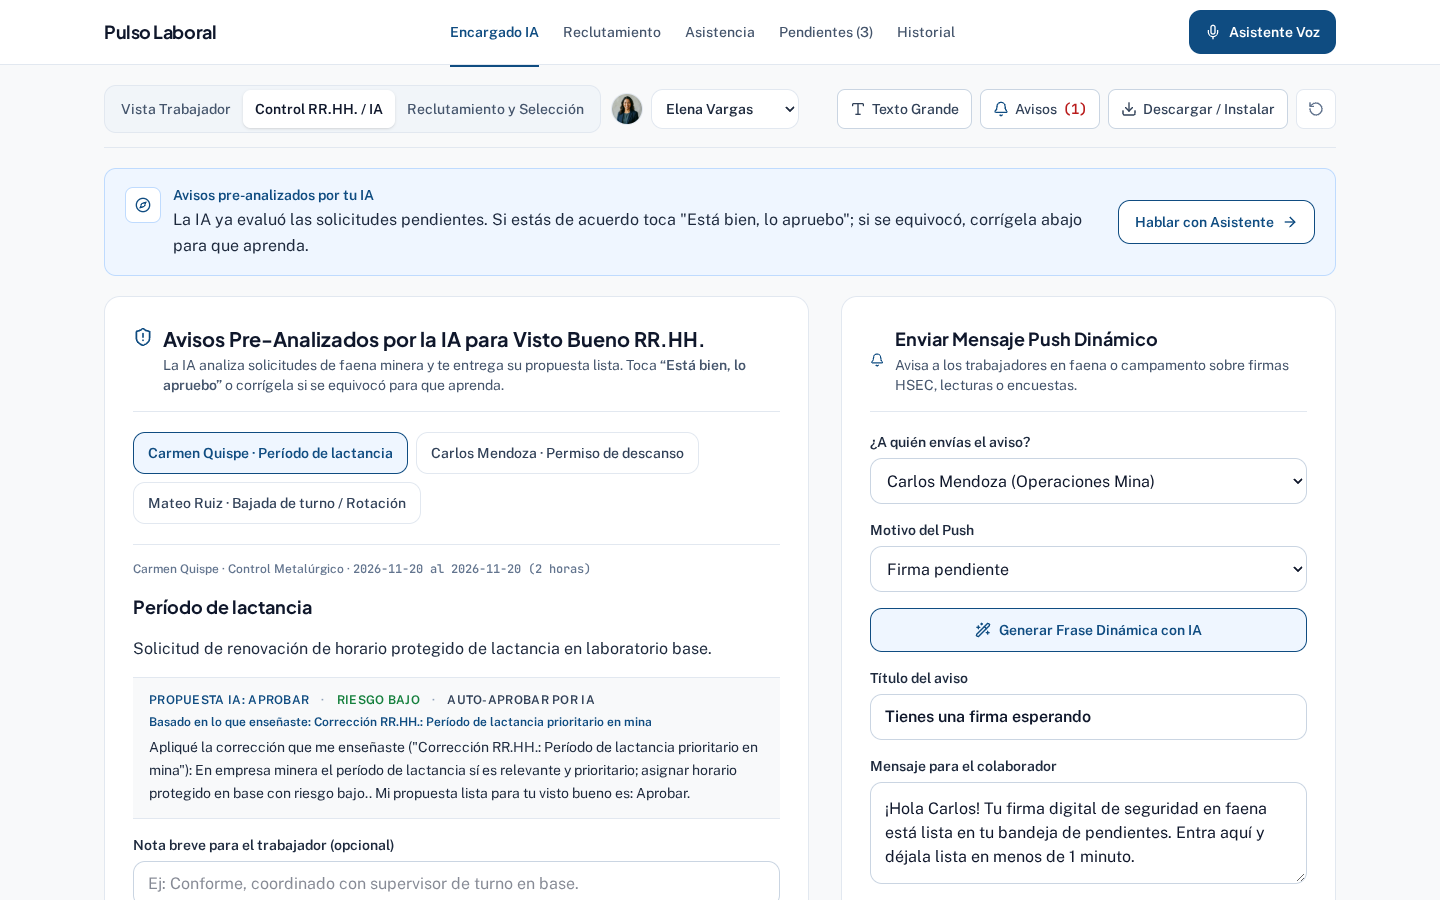 Pulso Laboral
Encargado IA
Reclutamiento
Asistencia
Pendientes (3)
Historial
Asistente Voz
Vista Trabajador
Control RR.HH. / IA
Reclutamiento y Selección
Elena Vargas
Texto Grande
Avisos (1)
Descargar / Instalar
Avisos pre-analizados por tu IA
La IA ya evaluó las solicitudes pendientes. Si estás de acuerdo toca "Está bien, lo apruebo"; si se equivocó, corrígela abajo
para que aprenda.
Hablar con Asistente
Avisos Pre-Analizados por la IA para Visto Bueno RR.HH.
La IA analiza solicitudes de faena minera y te entrega su propuesta lista. Toca “Está bien, lo
apruebo” o corrígela si se equivocó para que aprenda.
Carmen Quispe · Período de lactancia
Carlos Mendoza · Permiso de descanso
Mateo Ruiz · Bajada de turno / Rotación
Carmen Quispe · Control Metalúrgico · 2026-11-20 al 2026-11-20 (2 horas)
Período de lactancia
Solicitud de renovación de horario protegido de lactancia en laboratorio base.
PROPUESTA IA: APROBAR · RIESGO BAJO · AUTO-APROBAR POR IA
Basado en lo que enseñaste: Corrección RR.HH.: Período de lactancia prioritario en mina
Apliqué la corrección que me enseñaste ("Corrección RR.HH.: Período de lactancia prioritario en
mina"): En empresa minera el período de lactancia sí es relevante y prioritario; asignar horario
protegido en base con riesgo bajo.. Mi propuesta lista para tu visto bueno es: Aprobar.
Nota breve para el trabajador (opcional)
Ej: Conforme, coordinado con supervisor de turno en base.
Enviar Mensaje Push Dinámico
Avisa a los trabajadores en faena o campamento sobre firmas
HSEC, lecturas o encuestas.
¿A quién envías el aviso?
Carlos Mendoza (Operaciones Mina)
Motivo del Push
Firma pendiente
Generar Frase Dinámica con IA
Título del aviso
Tienes una firma esperando
Mensaje para el colaborador
¡Hola Carlos! Tu firma digital de seguridad en faena
está lista en tu bandeja de pendientes. Entra aquí y
déjala lista en menos de 1 minuto.